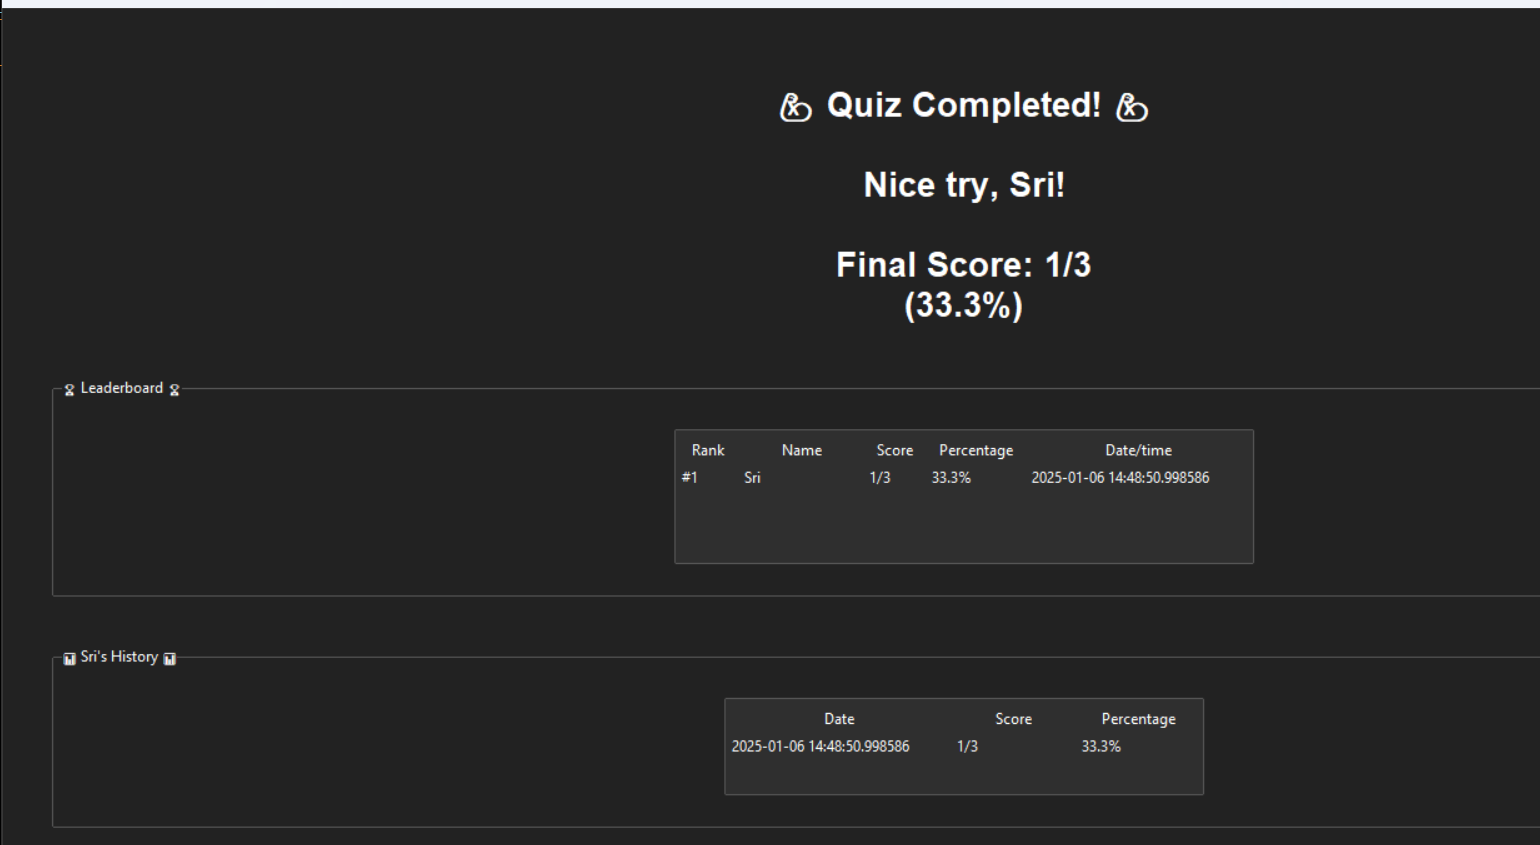 💪 Quiz Completed! 💪
Nice try, Sri!
Final Score: 1/3
(33.3%)
🏆 Leaderboard 🏆
Rank Name Score Percentage Date/time
#1 Sri 1/3 33.3% 2025-01-06 14:48:50.998586
📊 Sri's History 📊
Date Score Percentage
2025-01-06 14:48:50.998586 1/3 33.3%